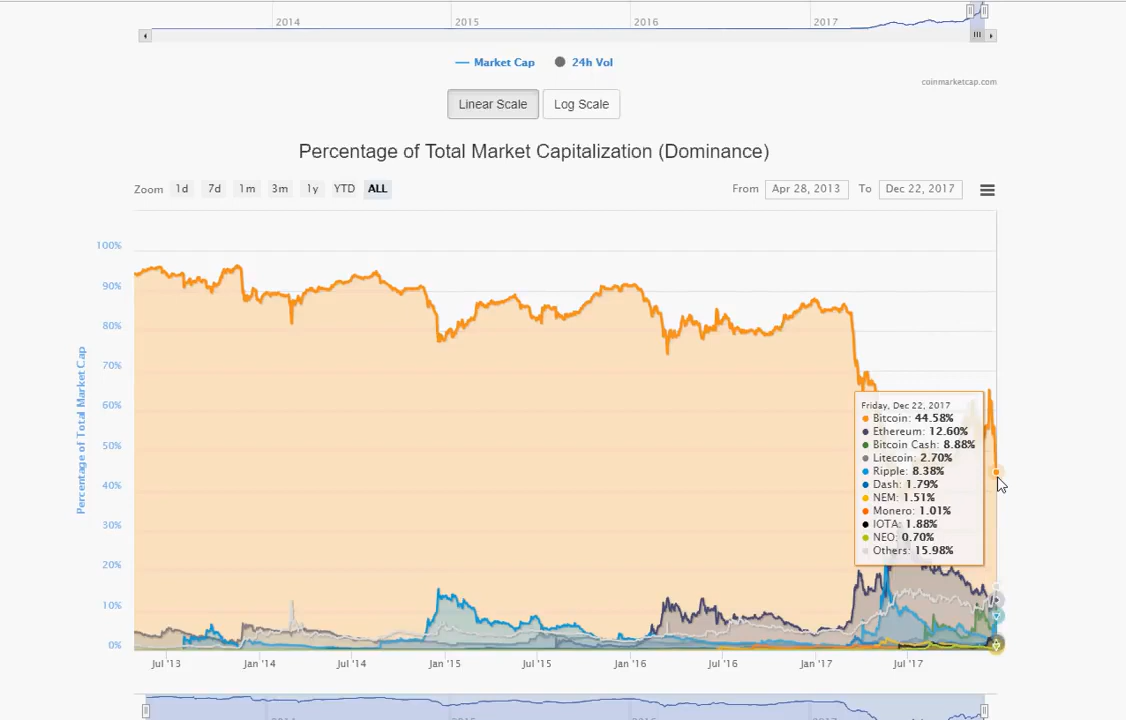 2014 2015 2016 2017
Market Cap 24h Vol
coinmarketcap.com
Linear Scale Log Scale
Percentage of Total Market Capitalization (Dominance)
Zoom 1d 7d 1m 3m 1y YTD ALL From Apr 28, 2013 To Dec 22, 2017
Percentage of Total Market Cap
100%
90%
80%
70%
60%
50%
40%
30%
20%
10%
0%
Friday, Dec 22, 2017
Bitcoin: 44.58%
Ethereum: 12.60%
Bitcoin Cash: 8.88%
Litecoin: 2.70%
Ripple: 8.38%
Dash: 1.79%
NEM: 1.51%
Monero: 1.01%
IOTA: 1.88%
NEO: 0.70%
Others: 15.98%
Jul '13 Jan '14 Jul '14 Jan '15 Jul '15 Jan '16 Jul '16 Jan '17 Jul '17
2014 2015 2016 2017